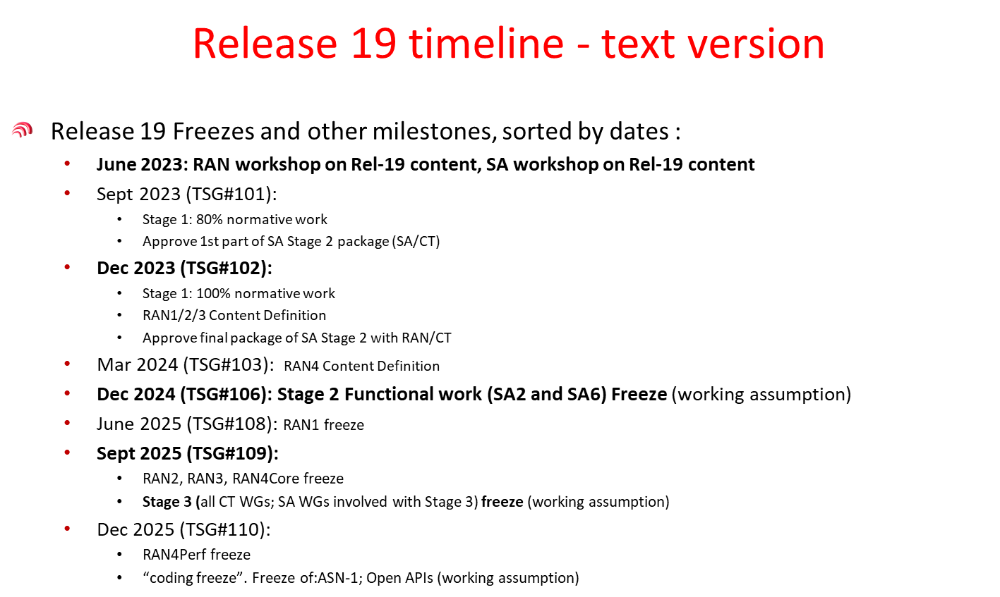 Release 19 timeline - text version
Release 19 Freezes and other milestones, sorted by dates :
• June 2023: RAN workshop on Rel-19 content, SA workshop on Rel-19 content
• Sept 2023 (TSG#101):
• Stage 1: 80% normative work
• Approve 1st part of SA Stage 2 package (SA/CT)
• Dec 2023 (TSG#102):
• Stage 1: 100% normative work
• RAN1/2/3 Content Definition
• Approve final package of SA Stage 2 with RAN/CT
• Mar 2024 (TSG#103): RAN4 Content Definition
• Dec 2024 (TSG#106): Stage 2 Functional work (SA2 and SA6) Freeze (working assumption)
• June 2025 (TSG#108): RAN1 freeze
• Sept 2025 (TSG#109):
• RAN2, RAN3, RAN4Core freeze
• Stage 3 (all CT WGs; SA WGs involved with Stage 3) freeze (working assumption)
• Dec 2025 (TSG#110):
• RAN4Perf freeze
• “coding freeze”. Freeze of:ASN-1; Open APIs (working assumption)